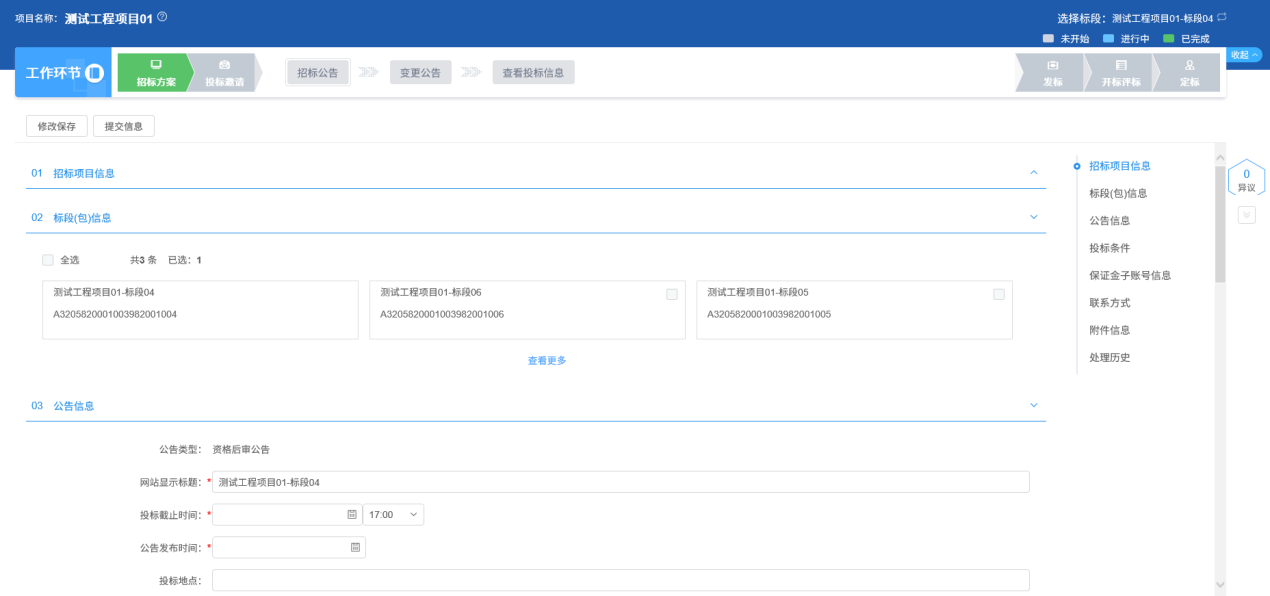 项目名称: 测试工程项目01
选择标段: 测试工程项目01-标段04
未开始 进行中 已完成
工作环节 招标方案 投标邀请 招标公告 变更公告 查看投标信息 发标 开标评标 定标 收起
修改保存 提交信息
01 招标项目信息
02 标段(包)信息
全选 共3 条 已选: 1
测试工程项目01-标段04 测试工程项目01-标段06 测试工程项目01-标段05
A3205820001003982001004 A3205820001003982001006 A3205820001003982001005
查看更多
03 公告信息
公告类型: 资格后审公告
网站显示标题: *测试工程项目01-标段04
投标截止时间: * 17:00
公告发布时间: *
投标地点:
招标项目信息
标段(包)信息
公告信息
投标条件
保证金子账号信息
联系方式
附件信息
处理历史
0
异议